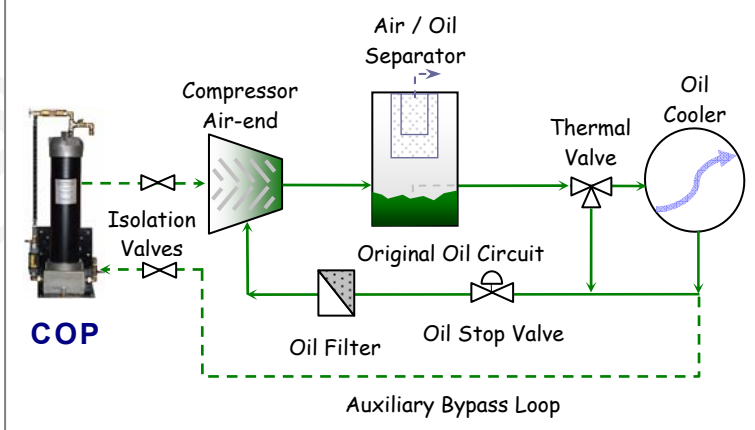 Air / Oil
Separator
Compressor
Air-end
Oil
Cooler
Thermal
Valve
Isolation
Valves
Original Oil Circuit
COP
Oil Filter
Oil Stop Valve
Auxiliary Bypass Loop